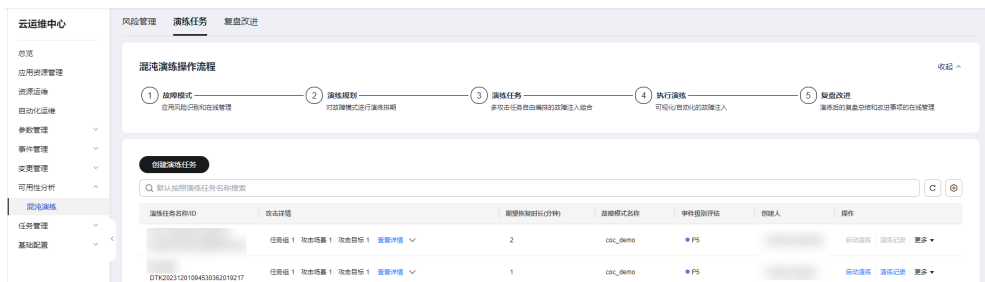 云运维中心
总览
应用资源管理
资源运维
自动化运维
参数管理
事件管理
变更管理
可用性分析
混沌演练
任务管理
基础配置
风险管理 演练任务 复盘改进
混沌演练操作流程 收起
1 故障模式 2 演练规划 3 演练任务 4 执行演练 5 复盘改进
应用风险识别和在线管理 对故障模式进行演练排期 多攻击任务自由编排的故障注入组合 可视化/自动化的故障注入 演练后的复盘总结和改进事项的在线管理
创建演练任务
默认按照演练任务名称搜索
演练任务名称/ID 攻击详情 期望恢复时长(分钟) 故障模式名称 事件级别评估 创建人 操作
任务组 1 攻击场景 1 攻击目标 1 查看详情 2 coc_demo P5 启动演练 演练记录 更多
任务组 1 攻击场景 1 攻击目标 1 查看详情 1 coc_demo P5 启动演练 演练记录 更多
DTK20231201094530362019217